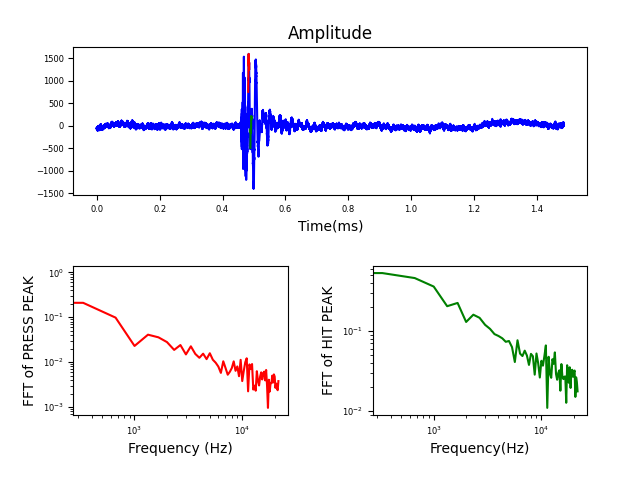 Amplitude
1500
1000
500
0
−500
−1000
−1500
0.0 0.2 0.4 0.6 0.8 1.0 1.2 1.4
Time(ms)
FFT of PRESS PEAK
10⁰
10⁻¹
10⁻²
10⁻³
10³ 10⁴
Frequency (Hz)
FFT of HIT PEAK
10⁻¹
10⁻²
10³ 10⁴
Frequency(Hz)